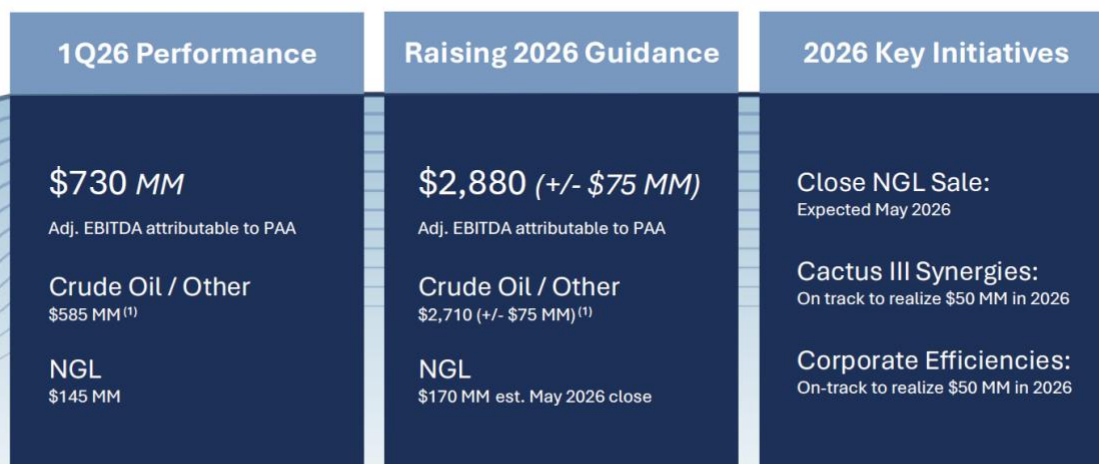 1Q26 Performance
$730 MM
Adj. EBITDA attributable to PAA
Crude Oil / Other
$585 MM (1)
NGL
$145 MM
Raising 2026 Guidance
$2,880 (+/- $75 MM)
Adj. EBITDA attributable to PAA
Crude Oil / Other
$2,710 (+/- $75 MM) (1)
NGL
$170 MM est. May 2026 close
2026 Key Initiatives
Close NGL Sale:
Expected May 2026
Cactus III Synergies:
On track to realize $50 MM in 2026
Corporate Efficiencies:
On-track to realize $50 MM in 2026